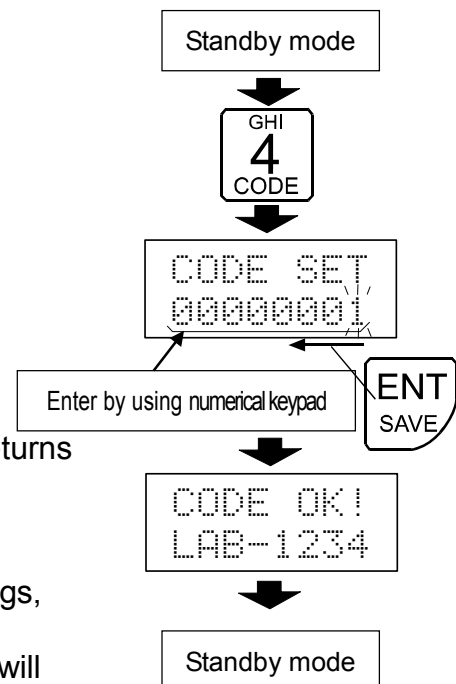 Standby mode
GHI
4
CODE
CODE SET
00000001
Enter by using numerical keypad
ENT
SAVE
turns
CODE OK!
LAB-1234
gs,
Standby mode
will